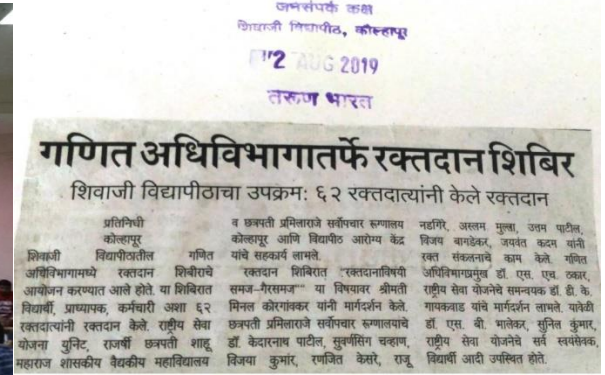 जनसंपर्क कक्ष
शिवाजी विद्यापीठ, कोल्हापूर
2 AUG 2019
तरुण भारत
गणित अधिविभागातर्फे रक्तदान शिबिर
शिवाजी विद्यापीठाचा उपक्रम: ६२ रक्तदात्यांनी केले रक्तदान
प्रतिनिधी
कोल्हापूर
शिवाजी विद्यापीठातील गणित
अधिविभागामध्ये रक्तदान शिबीराचे
आयोजन करण्यात आले होते. या शिबिरात
विद्यार्थी, प्राध्यापक, कर्मचारी अशा ६२
रक्तदात्यांनी रक्तदान केले. राष्ट्रीय सेवा
योजना युनिट, राजर्षी छत्रपती शाहू
महाराज शासकीय वैद्यकीय महाविद्यालय
व छत्रपती प्रमिलाराजे सर्वोपचार रूग्णालय
कोल्हापूर आणि विद्यापीठ आरोग्य केंद्र
यांचे सहकार्य लाभले.
रक्तदान शिबिरात "रक्तदानाविषयी
समज-गैरसमज"" या विषयावर श्रीमती
मिनल कोरगांवकर यांनी मार्गदर्शन केले.
छत्रपती प्रमिलाराजे सर्वोपचार रूग्णालयाचे
डॉ. केदारनाथ पाटील, सुवर्णसिंग चव्हाण,
विजया कुमार, रणजित केसरे, राजू
नडगिरे, अस्लम मुल्ला, उत्तम पाटील,
विजय बागडेकर, जयवंत कदम यांनी
रक्त संकलनाचे काम केले. गणित
अधिविभागप्रमुख डॉ. एस. एच. ठकार,
राष्ट्रीय सेवा योजनेचे समन्वयक डॉ. डी. के.
गायकवाड यांचे मार्गदर्शन लाभले. यावेळी
डॉ. एस. बी. भालेकर, सुनिल कुमार,
राष्ट्रीय सेवा योजनेचे सर्व स्वयंसेवक,
विद्यार्थी आदी उपस्थित होते.